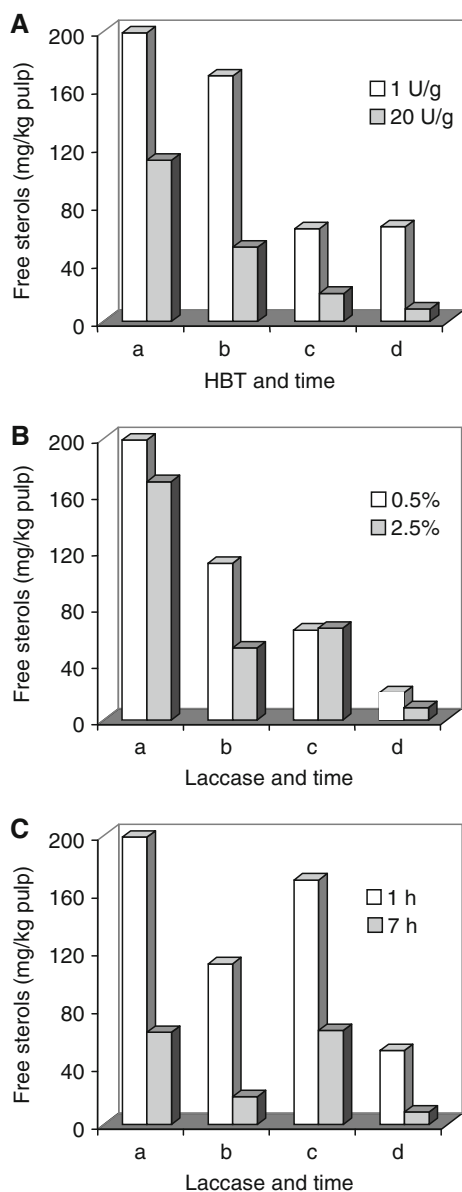 A
Free sterols (mg/kg pulp)
200
160
120
80
40
0
1 U/g
20 U/g
a b c d
HBT and time
B
Free sterols (mg/kg pulp)
200
160
120
80
40
0
0.5%
2.5%
a b c d
Laccase and time
C
Free sterols (mg/kg pulp)
200
160
120
80
40
0
1 h
7 h
a b c d
Laccase and time